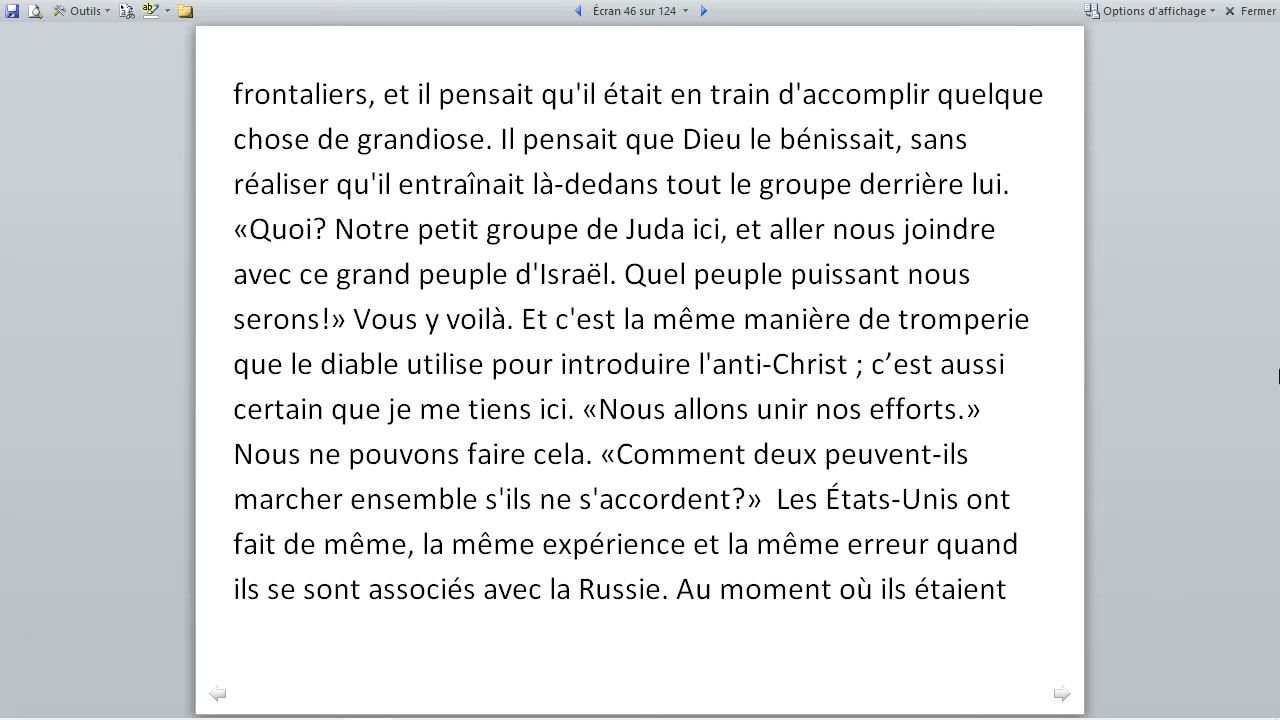 Outils
Écran 46 sur 124
Options d'affichage
Fermer
frontaliers, et il pensait qu'il était en train d'accomplir quelque
chose de grandiose. Il pensait que Dieu le bénissait, sans
réaliser qu'il entraînait là-dedans tout le groupe derrière lui.
«Quoi? Notre petit groupe de Juda ici, et aller nous joindre
avec ce grand peuple d'Israël. Quel peuple puissant nous
serons!» Vous y voilà. Et c'est la même manière de tromperie
que le diable utilise pour introduire l'anti-Christ ; c’est aussi
certain que je me tiens ici. «Nous allons unir nos efforts.»
Nous ne pouvons faire cela. «Comment deux peuvent-ils
marcher ensemble s'ils ne s'accordent?»  Les États-Unis ont
fait de même, la même expérience et la même erreur quand
ils se sont associés avec la Russie. Au moment où ils étaient